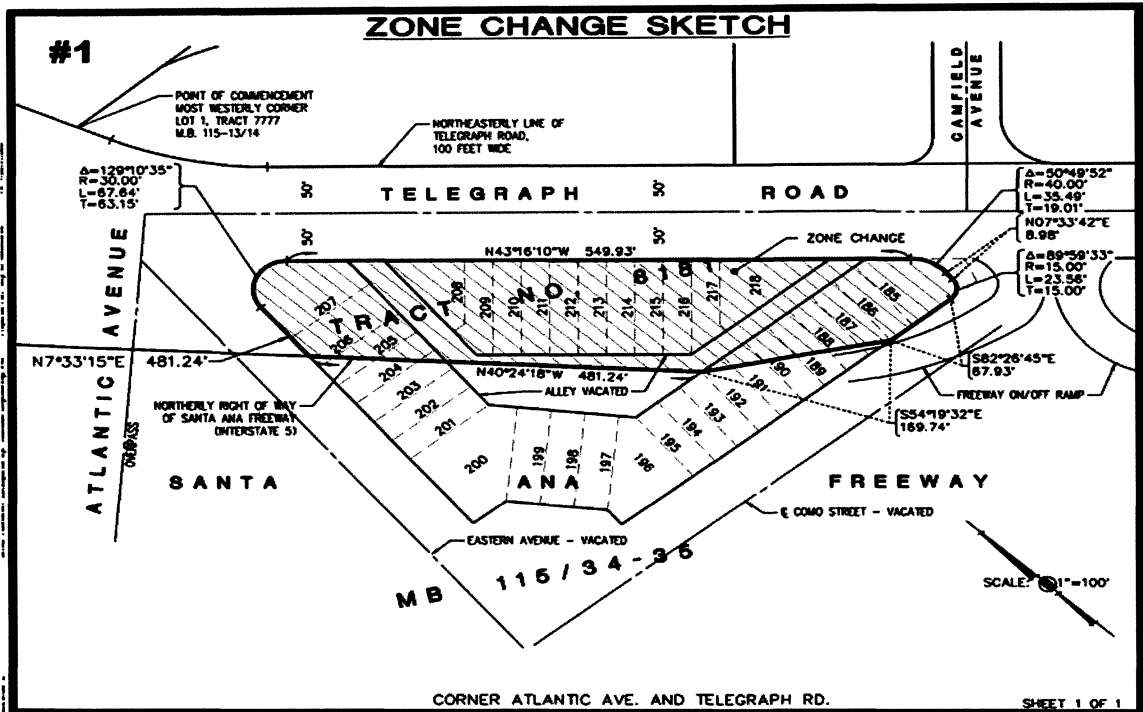 ZONE CHANGE SKETCH
#1
POINT OF COMMENCEMENT
MOST WESTERLY CORNER
LOT 1, TRACT 7777
M.B. 115-13/14
NORTHEASTERLY LINE OF
TELEGRAPH ROAD,
100 FEET WIDE
CAMFIELD
AVENUE
Δ=129°10'35"
R=30.00'
L=67.64'
T=63.15'
50'
TELEGRAPH ROAD
50'
Δ=50°49'52"
R=40.00'
L=35.49'
T=19.01'
N07°33'42"E
8.98'
50'
N43°16'10"W 549.93'
50'
ZONE CHANGE
Δ=89°59'33"
R=15.00'
L=23.56'
T=15.00'
ATLANTIC AVENUE
OVERPASS
TRACT NO 8181
207
206
205
204
203
202
201
200
199
198
197
196
195
194
193
192
191
190
189
188
187
186
185
208
209
210
211
212
213
214
215
216
217
218
N7°33'15"E 481.24'
N40°24'18"W 481.24'
ALLEY VACATED
S82°26'45"E
67.93'
FREEWAY ON/OFF RAMP
NORTHERLY RIGHT OF WAY
OF SANTA ANA FREEWAY
(INTERSTATE 5)
S54°19'32"E
169.74'
SANTA ANA FREEWAY
℄ COMO STREET - VACATED
EASTERN AVENUE - VACATED
MB 115/34-35
SCALE: 1"=100'
CORNER ATLANTIC AVE. AND TELEGRAPH RD.
SHEET 1 OF 1